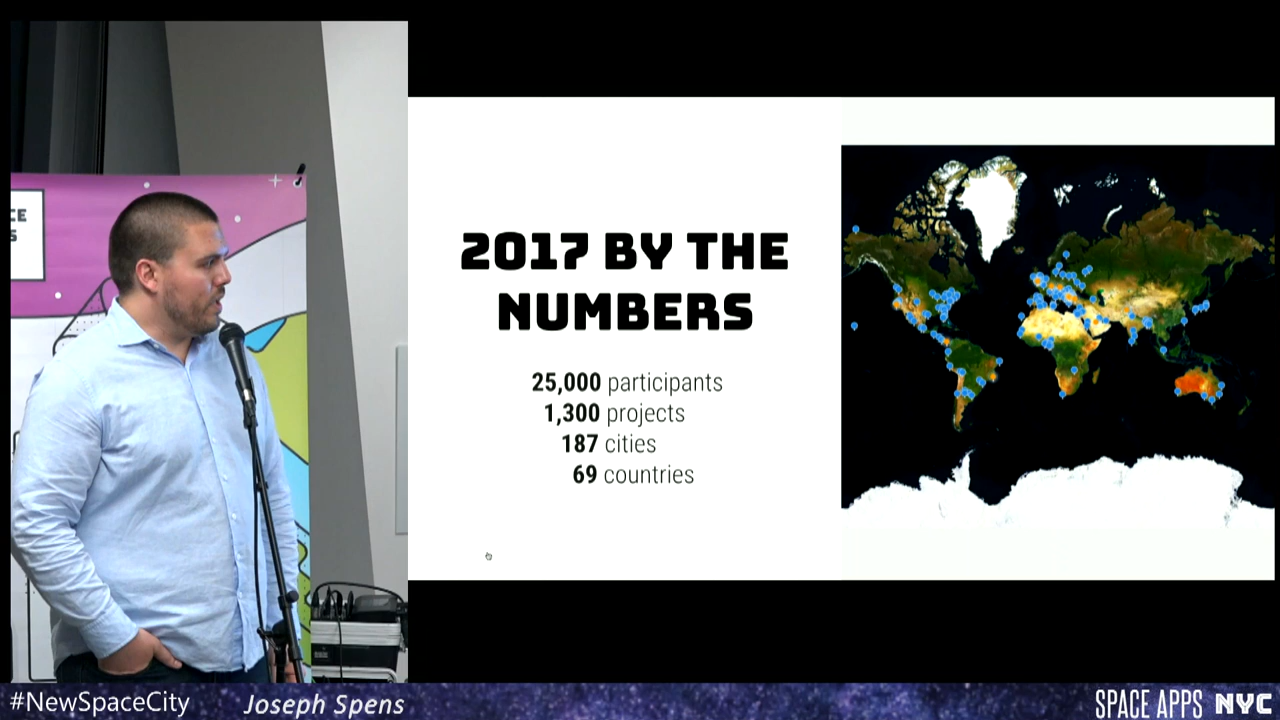 2017 BY THE
NUMBERS
25,000 participants
1,300 projects
187 cities
69 countries
#NewSpaceCity
Joseph Spens
SPACE APPS NYC